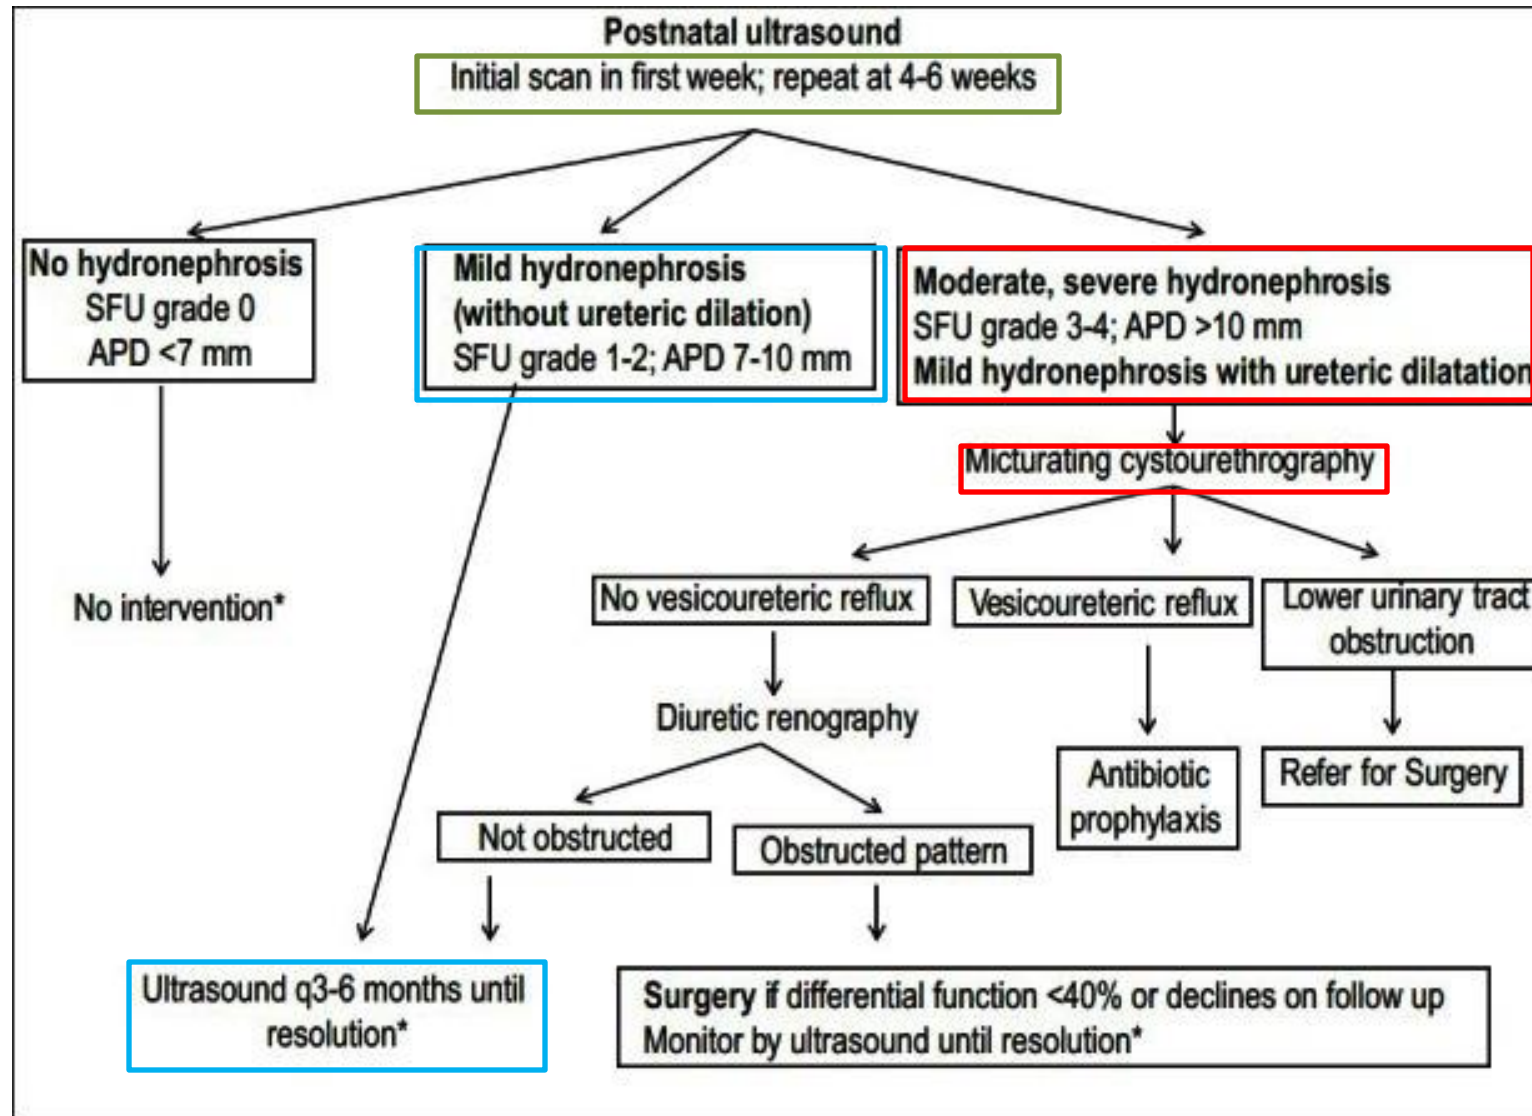 Postnatal ultrasound
Initial scan in first week; repeat at 4-6 weeks
No hydronephrosis
SFU grade 0
APD <7 mm
Mild hydronephrosis
(without ureteric dilation)
SFU grade 1-2; APD 7-10 mm
Moderate, severe hydronephrosis
SFU grade 3-4; APD >10 mm
Mild hydronephrosis with ureteric dilatation
Micturating cystourethrography
No intervention*
No vesicoureteric reflux
Vesicoureteric reflux
Lower urinary tract
obstruction
Diuretic renography
Antibiotic
prophylaxis
Refer for Surgery
Not obstructed
Obstructed pattern
Ultrasound q3-6 months until
resolution*
Surgery if differential function <40% or declines on follow up
Monitor by ultrasound until resolution*